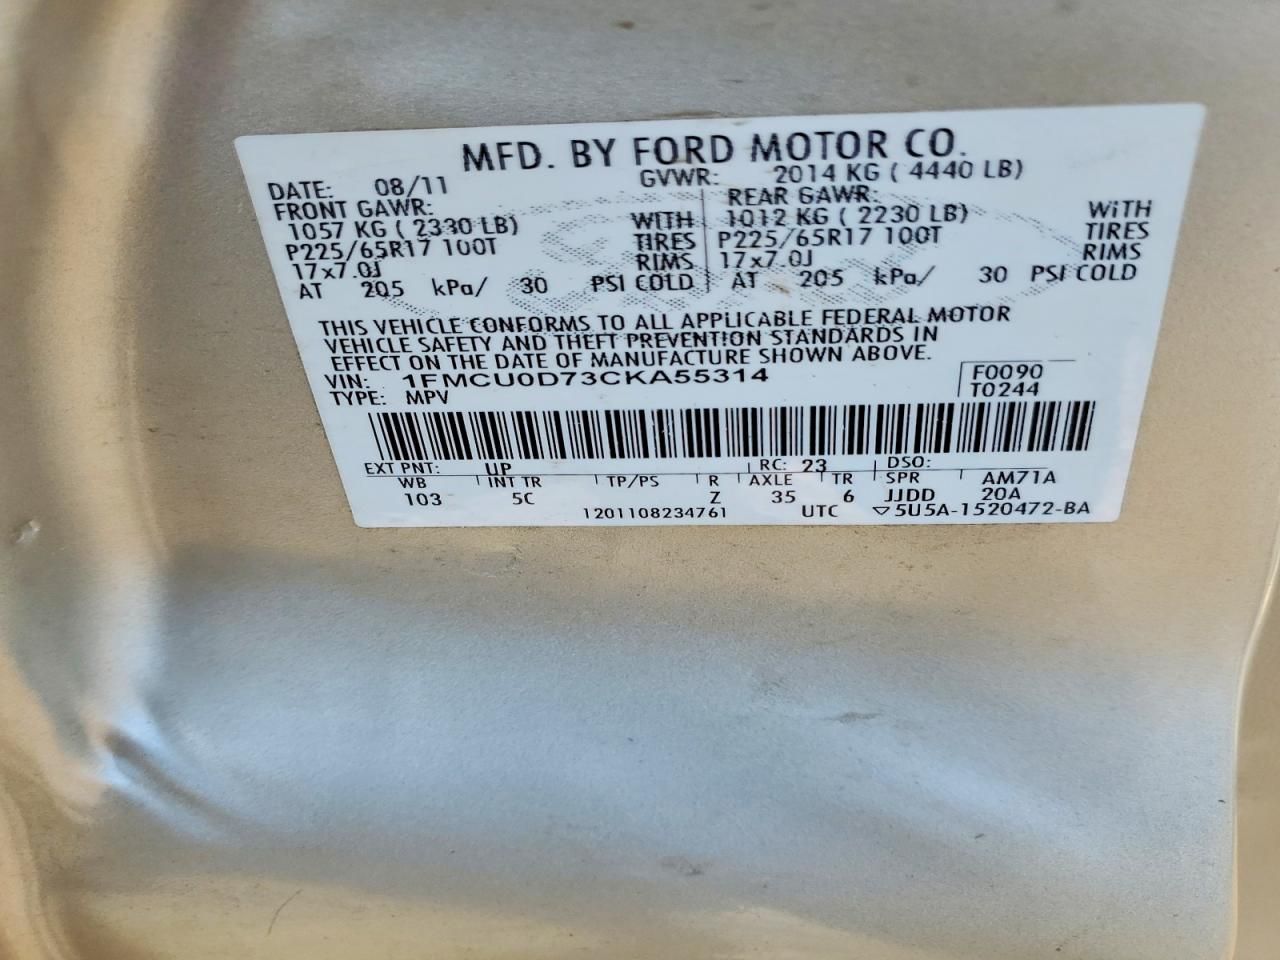 MFD. BY FORD MOTOR CO.
DATE: 08/11 GVWR: 2014 KG ( 4440 LB)
FRONT GAWR: REAR GAWR:
1057 KG ( 2330 LB) WITH 1012 KG ( 2230 LB) WiTH
P225/65R17 100T TIRES P225/65R17 100T TIRES
17x7.0J RIMS 17x7.0J RIMS
AT 205 kPa/ 30 PSI COLD AT 205 kPa/ 30 PSI COLD
THIS VEHICLE CONFORMS TO ALL APPLICABLE FEDERAL MOTOR
VEHICLE SAFETY AND THEFT PREVENTION STANDARDS IN
EFFECT ON THE DATE OF MANUFACTURE SHOWN ABOVE.
VIN: 1FMCU0D73CKA55314 F0090
TYPE: MPV T0244
EXT PNT: UP RC: 23 DSO:
WB INT TR TP/PS R AXLE TR SPR AM71A
103 5C Z 35 6 JJDD 20A
1201108234761 UTC ▽5U5A-1520472-BA